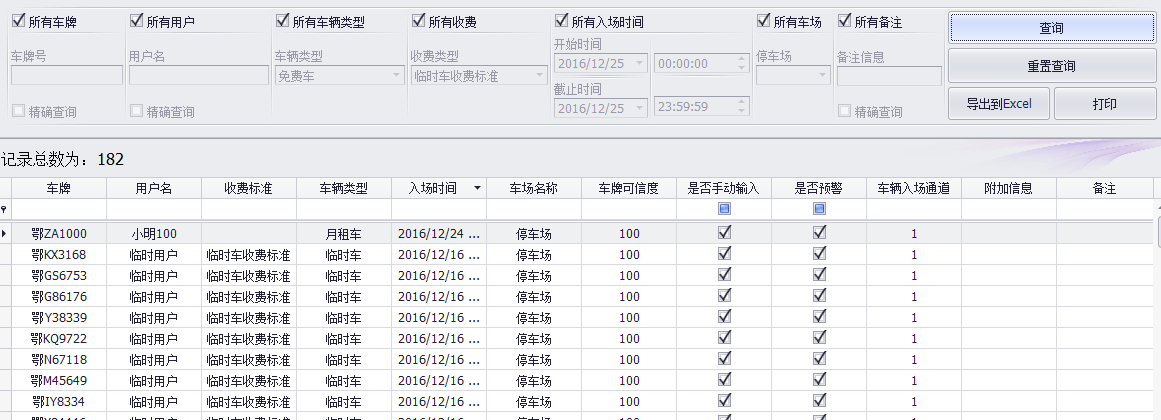 所有车牌 所有用户 所有车辆类型 所有收费 所有入场时间 所有车场 所有备注 查询
开始时间
车牌号 用户名 车辆类型 收费类型 停车场 备注信息
2016/12/25 00:00:00 重置查询
免费车 临时车收费标准
截止时间
精确查询 精确查询 2016/12/25 23:59:59 精确查询 导出到Excel 打印
记录总数为：182
车牌 用户名 收费标准 车辆类型 入场时间 车场名称 车牌可信度 是否手动输入 是否预警 车辆入场通道 附加信息 备注
鄂ZA1000 小明100 月租车 2016/12/24 ... 停车场 100 1
鄂KX3168 临时用户 临时车收费标准 临时车 2016/12/16 ... 停车场 100 1
鄂GS6753 临时用户 临时车收费标准 临时车 2016/12/16 ... 停车场 100 1
鄂G86176 临时用户 临时车收费标准 临时车 2016/12/16 ... 停车场 100 1
鄂Y38339 临时用户 临时车收费标准 临时车 2016/12/16 ... 停车场 100 1
鄂KQ9722 临时用户 临时车收费标准 临时车 2016/12/16 ... 停车场 100 1
鄂N67118 临时用户 临时车收费标准 临时车 2016/12/16 ... 停车场 100 1
鄂M45649 临时用户 临时车收费标准 临时车 2016/12/16 ... 停车场 100 1
鄂IY8334 临时用户 临时车收费标准 临时车 2016/12/16 ... 停车场 100 1